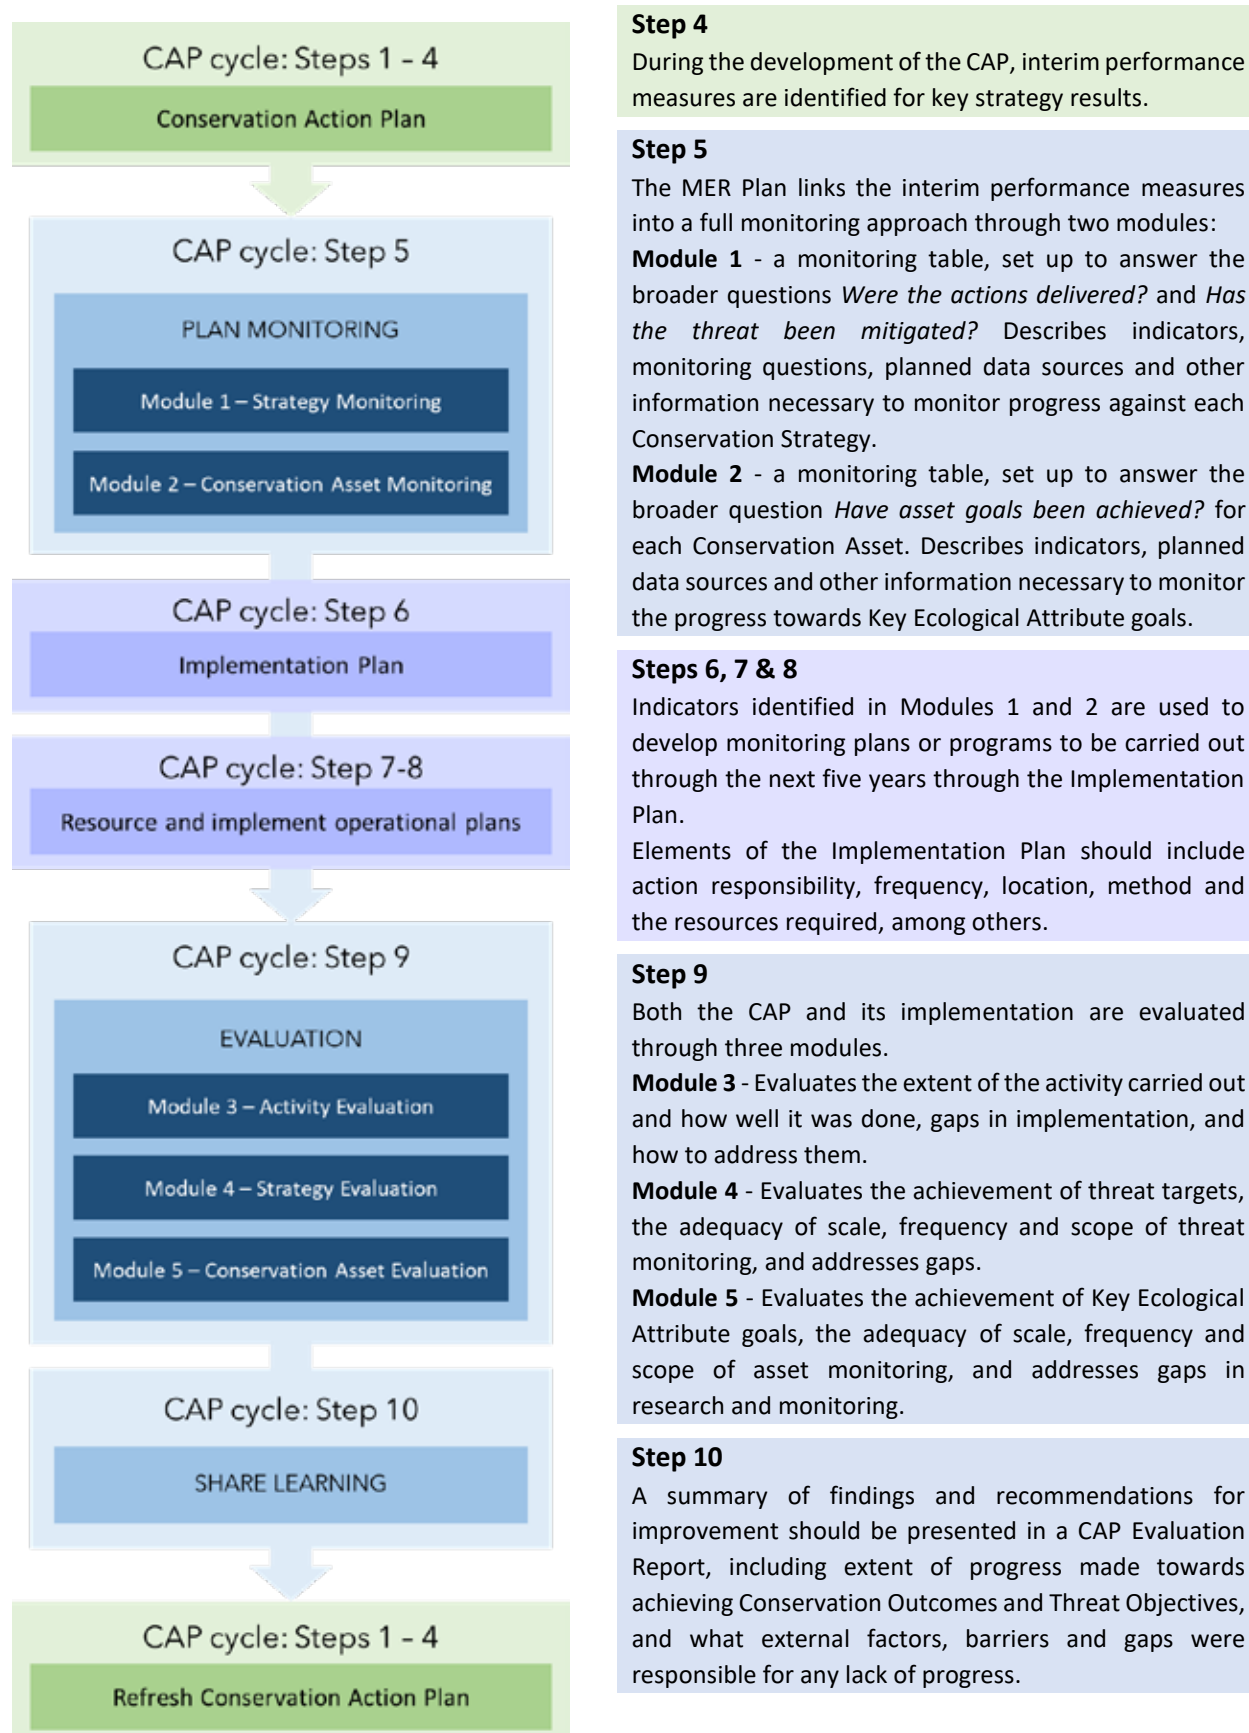 CAP cycle: Steps 1 – 4
Conservation Action Plan
CAP cycle: Step 5
PLAN MONITORING
Module 1 – Strategy Monitoring
Module 2 – Conservation Asset Monitoring
CAP cycle: Step 6
Implementation Plan
CAP cycle: Step 7-8
Resource and implement operational plans
CAP cycle: Step 9
EVALUATION
Module 3 – Activity Evaluation
Module 4 – Strategy Evaluation
Module 5 – Conservation Asset Evaluation
CAP cycle: Step 10
SHARE LEARNING
CAP cycle: Steps 1 – 4
Refresh Conservation Action Plan
Step 4
During the development of the CAP, interim performance
measures are identified for key strategy results.
Step 5
The MER Plan links the interim performance measures
into a full monitoring approach through two modules:
Module 1 - a monitoring table, set up to answer the
broader questions Were the actions delivered? and Has
the threat been mitigated? Describes indicators,
monitoring questions, planned data sources and other
information necessary to monitor progress against each
Conservation Strategy.
Module 2 - a monitoring table, set up to answer the
broader question Have asset goals been achieved? for
each Conservation Asset. Describes indicators, planned
data sources and other information necessary to monitor
the progress towards Key Ecological Attribute goals.
Steps 6, 7 & 8
Indicators identified in Modules 1 and 2 are used to
develop monitoring plans or programs to be carried out
through the next five years through the Implementation
Plan.
Elements of the Implementation Plan should include
action responsibility, frequency, location, method and
the resources required, among others.
Step 9
Both the CAP and its implementation are evaluated
through three modules.
Module 3 - Evaluates the extent of the activity carried out
and how well it was done, gaps in implementation, and
how to address them.
Module 4 - Evaluates the achievement of threat targets,
the adequacy of scale, frequency and scope of threat
monitoring, and addresses gaps.
Module 5 - Evaluates the achievement of Key Ecological
Attribute goals, the adequacy of scale, frequency and
scope of asset monitoring, and addresses gaps in
research and monitoring.
Step 10
A summary of findings and recommendations for
improvement should be presented in a CAP Evaluation
Report, including extent of progress made towards
achieving Conservation Outcomes and Threat Objectives,
and what external factors, barriers and gaps were
responsible for any lack of progress.